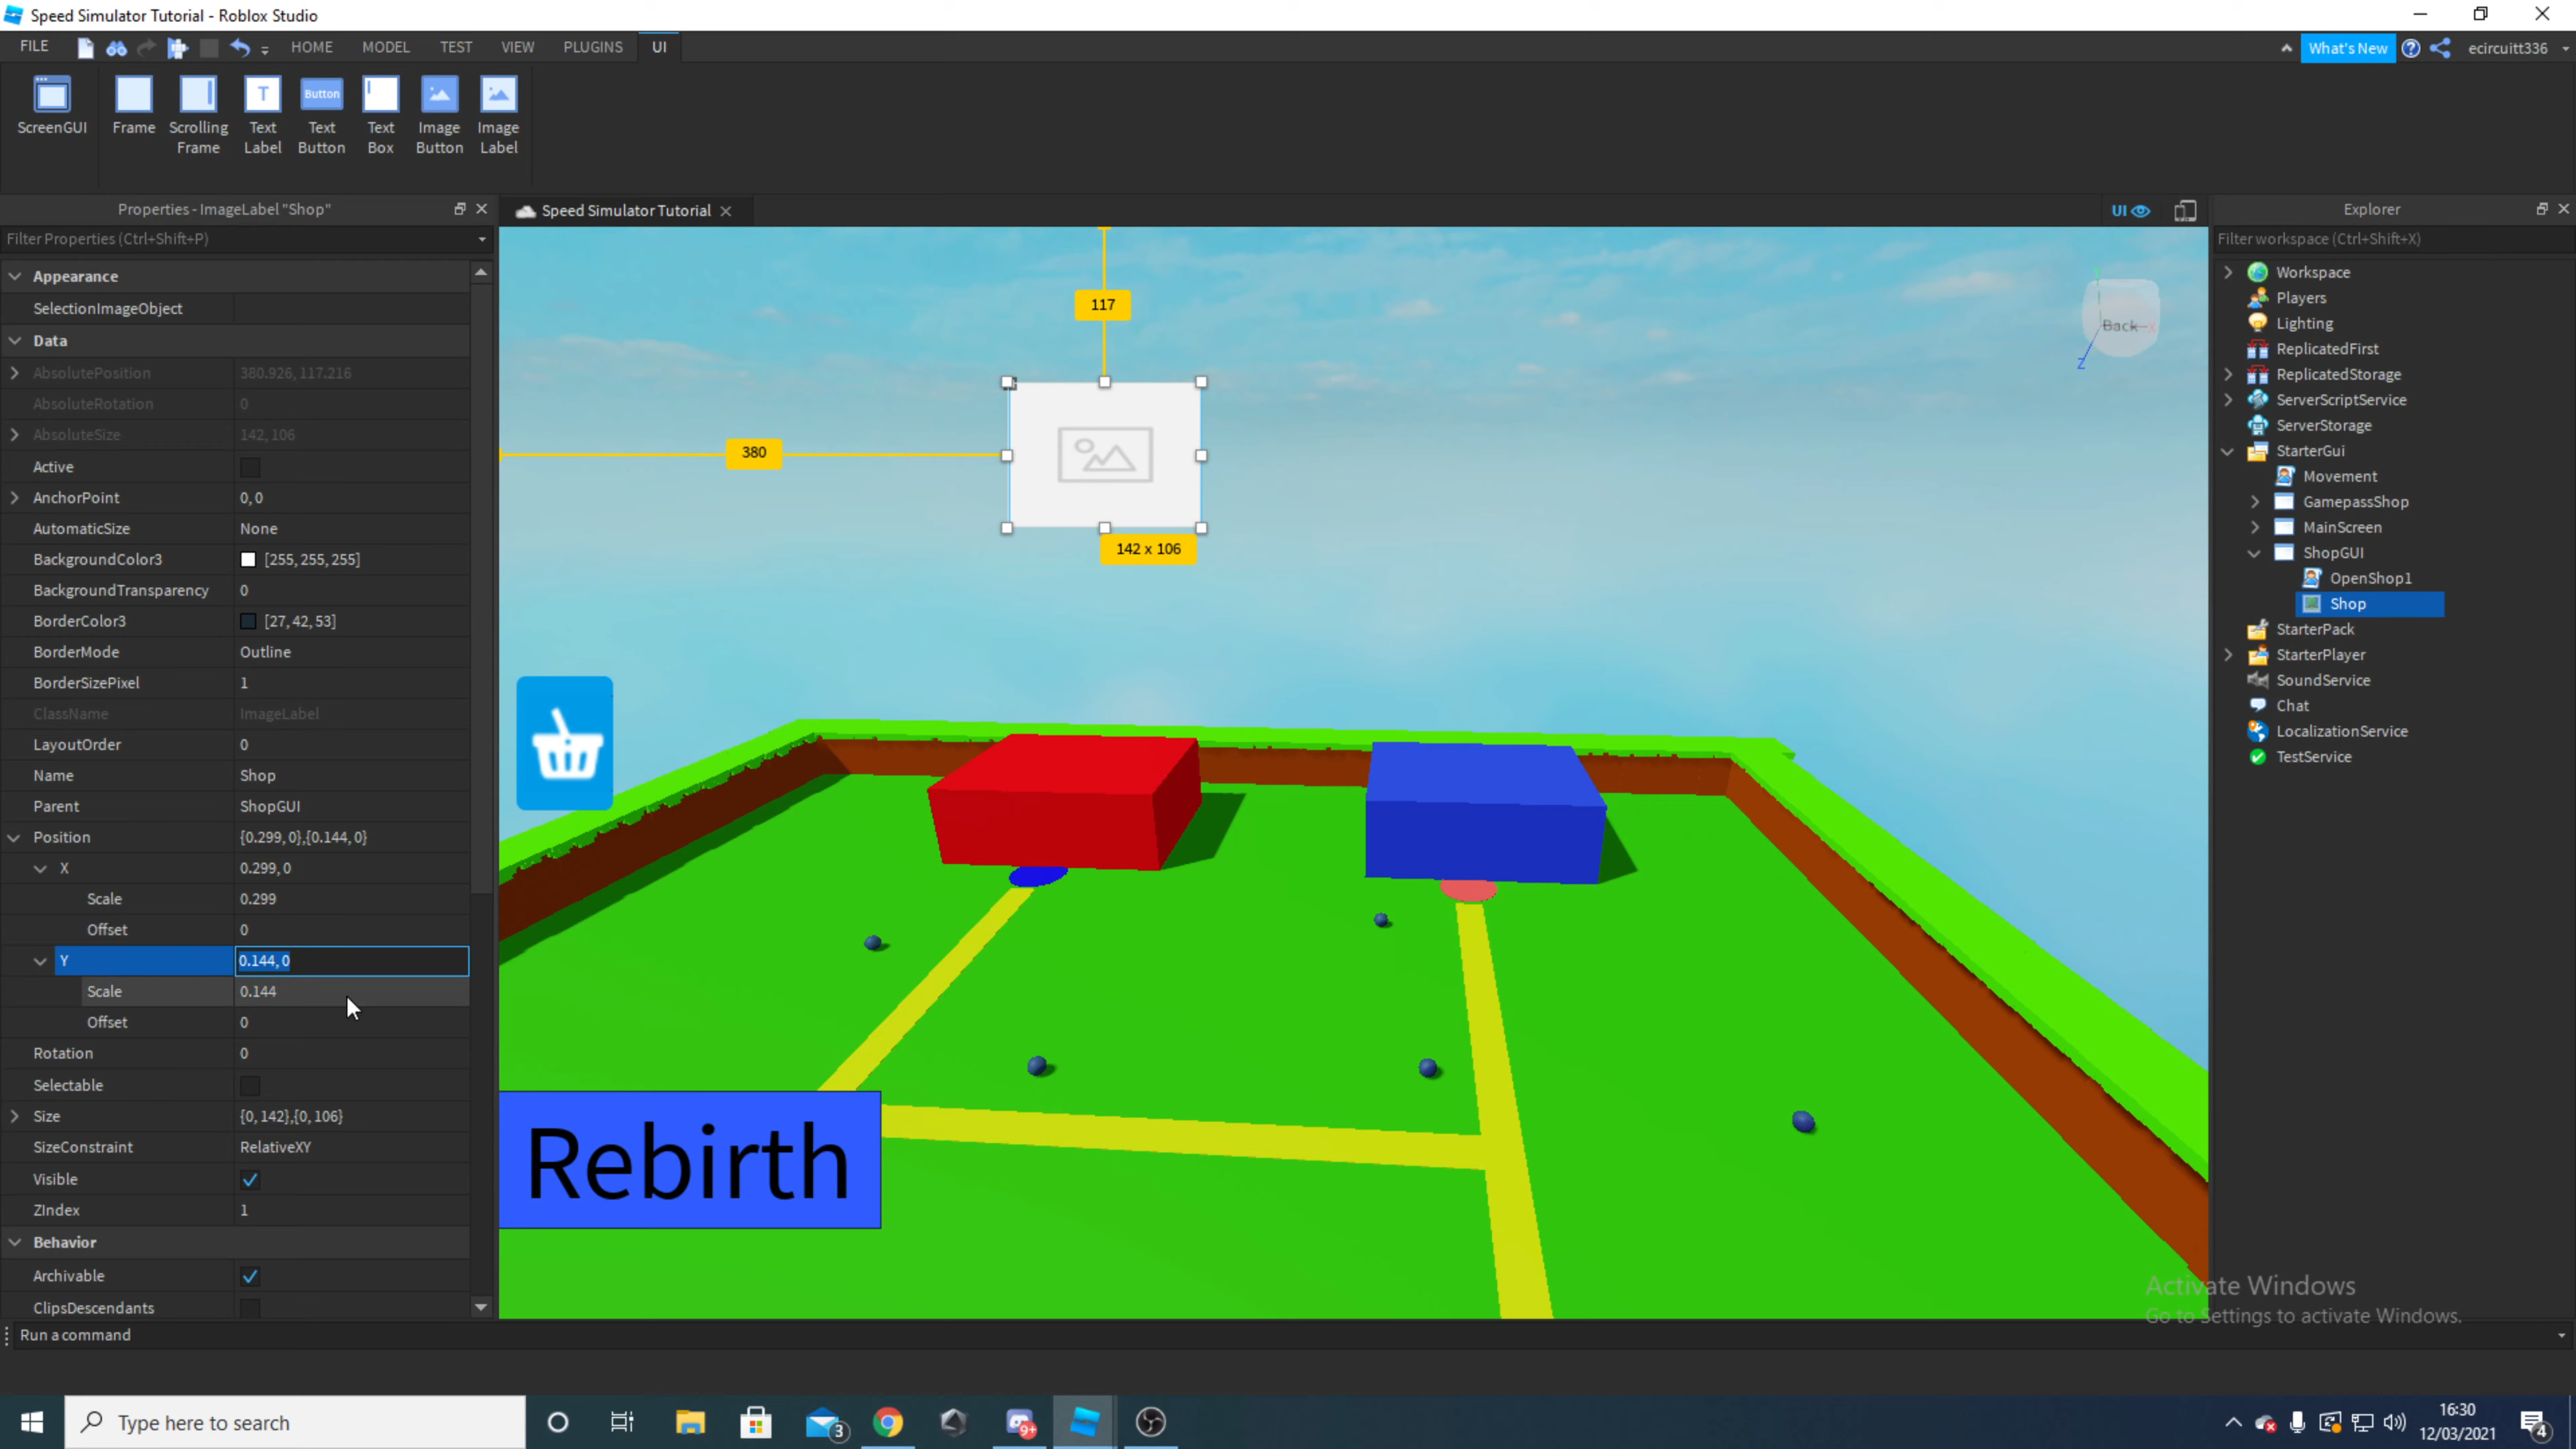 Speed Simulator Tutorial - Roblox Studio
FILE HOME MODEL TEST VIEW PLUGINS UI What's New ecircuitt336
ScreenGUI
Frame
Scrolling Frame
Text Label
Button
Text Button
Text Box
Image Button
Image Label
Properties - ImageLabel "Shop"
Filter Properties (Ctrl+Shift+P)
Appearance
SelectionImageObject
Data
AbsolutePosition 380.926, 117.216
AbsoluteRotation 0
AbsoluteSize 142, 106
Active
AnchorPoint 0, 0
AutomaticSize None
BackgroundColor3 [255, 255, 255]
BackgroundTransparency 0
BorderColor3 [27, 42, 53]
BorderMode Outline
BorderSizePixel 1
ClassName ImageLabel
LayoutOrder 0
Name Shop
Parent ShopGUI
Position {0.299, 0},{0.144, 0}
X 0.299, 0
Scale 0.299
Offset 0
Y 0.144, 0
Scale 0.144
Offset 0
Rotation 0
Selectable
Size {0, 142},{0, 106}
SizeConstraint RelativeXY
Visible
ZIndex 1
Behavior
Archivable
ClipsDescendants
Speed Simulator Tutorial
UI
117
380
142 x 106
Back
Z
Rebirth
Explorer
Filter workspace (Ctrl+Shift+X)
Workspace
Players
Lighting
ReplicatedFirst
ReplicatedStorage
ServerScriptService
ServerStorage
StarterGui
Movement
GamepassShop
MainScreen
ShopGUI
OpenShop1
Shop
StarterPack
StarterPlayer
SoundService
Chat
LocalizationService
TestService
Activate Windows
Go to Settings to activate Windows.
Run a command
Type here to search
3
9+
16:30
12/03/2021
4